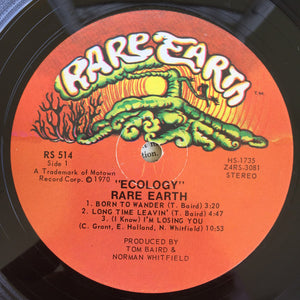 RARE EARTH
T.M.
RS 514
Side 1
A Trademark of Motown
Record Corp. © 1970
tion.
HS-1735
Z4RS-3081
STEREO
"ECOLOGY"
RARE EARTH
1. BORN TO WANDER (T. Baird) 3:20
2. LONG TIME LEAVIN' (T. Baird) 4:47
3. (I Know) I'M LOSING YOU
(C. Grant, E. Holland, N. Whitfield) 10:53
PRODUCED BY
TOM BAIRD &
NORMAN WHITFIELD